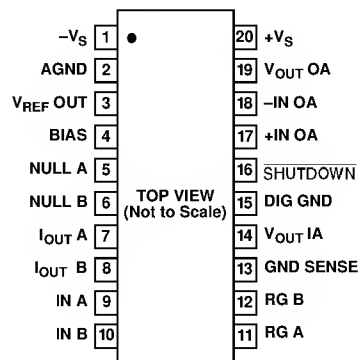 –VS 1 20 +VS
AGND 2 19 VOUT OA
VREF OUT 3 18 –IN OA
BIAS 4 17 +IN OA
NULL A 5 16 SHUTDOWN
NULL B 6 15 DIG GND
IOUT A 7 14 VOUT IA
IOUT B 8 13 GND SENSE
IN A 9 12 RG B
IN B 10 11 RG A
TOP VIEW
(Not to Scale)